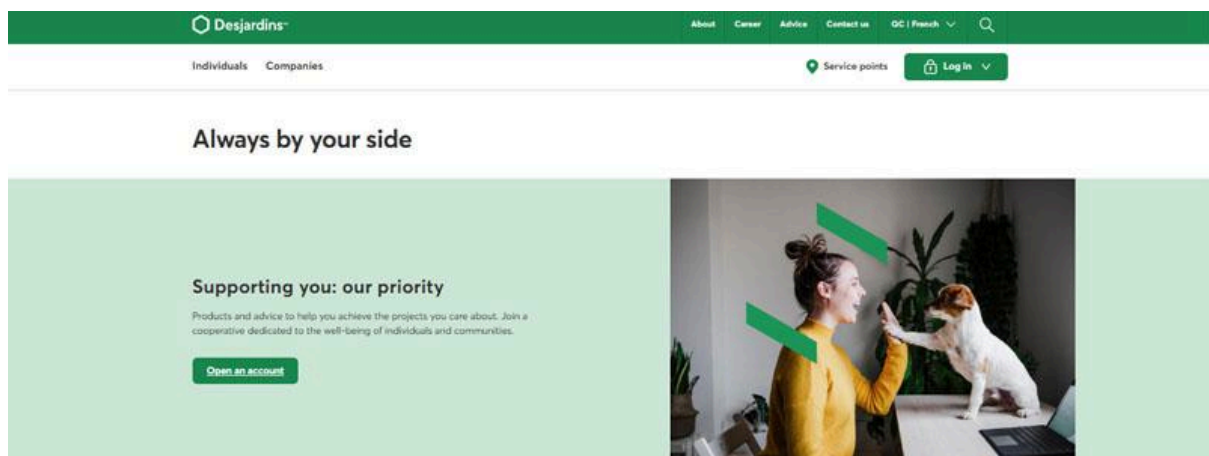 Desjardins™
About Career Advice Contact us QC | French
Individuals Companies
Service points Log in
Always by your side
Supporting you: our priority
Products and advice to help you achieve the projects you care about. Join a
cooperative dedicated to the well-being of individuals and communities.
Open an account